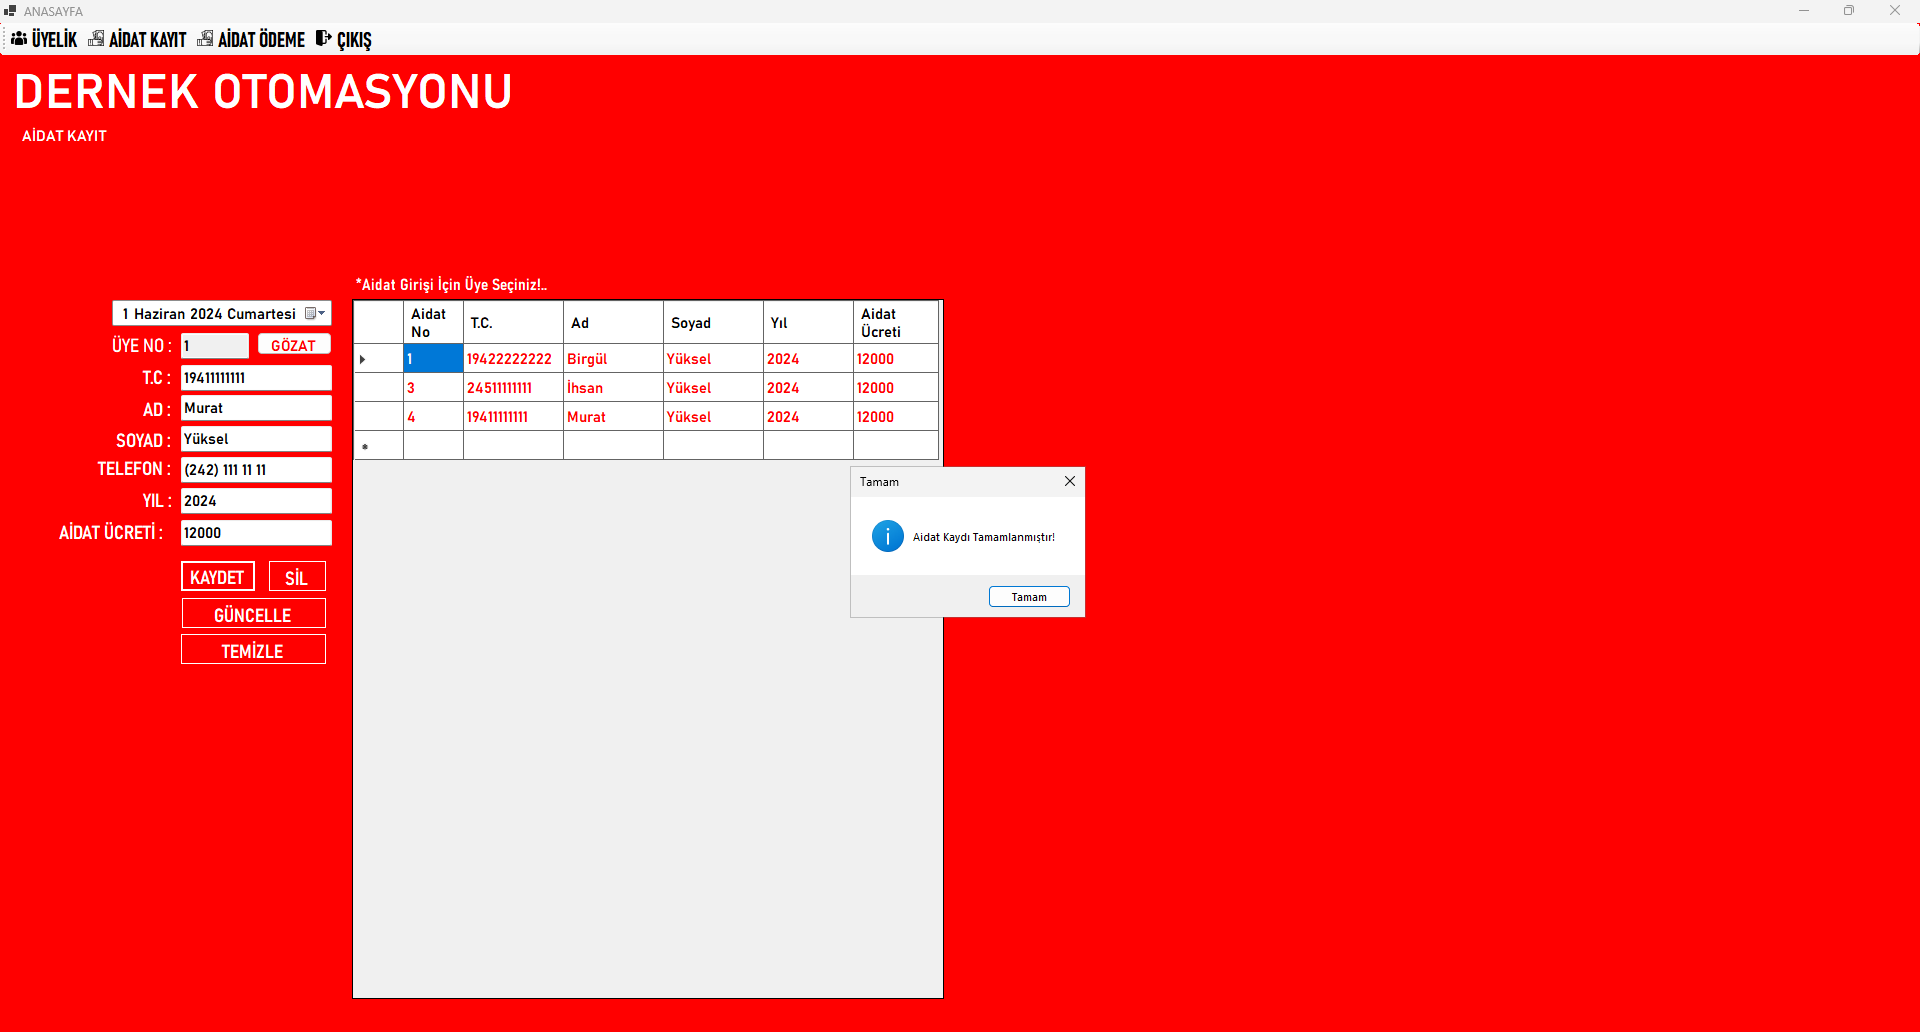 ANASAYFA
ÜYELİK AİDAT KAYIT AİDAT ÖDEME ÇIKIŞ
DERNEK OTOMASYONU
AİDAT KAYIT
*Aidat Girişi İçin Üye Seçiniz!..
1 Haziran 2024 Cumartesi
ÜYE NO : 1 GÖZAT
T.C : 19411111111
AD : Murat
SOYAD : Yüksel
TELEFON : (242) 111 11 11
YIL : 2024
AİDAT ÜCRETİ : 12000
KAYDET SİL
GÜNCELLE
TEMİZLE
Aidat No T.C. Ad Soyad Yıl Aidat Ücreti
1 19422222222 Birgül Yüksel 2024 12000
3 24511111111 İhsan Yüksel 2024 12000
4 19411111111 Murat Yüksel 2024 12000
*
Tamam
Aidat Kaydı Tamamlanmıştır!
Tamam